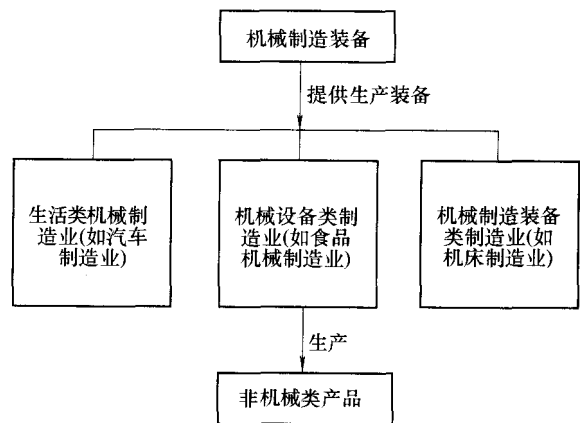 机械制造装备
提供生产装备
生活类机械制
造业(如汽车
制造业)
机械设备类制
造业(如食品
机械制造业)
机械制造装备
类制造业(如
机床制造业)
生产
非机械类产品